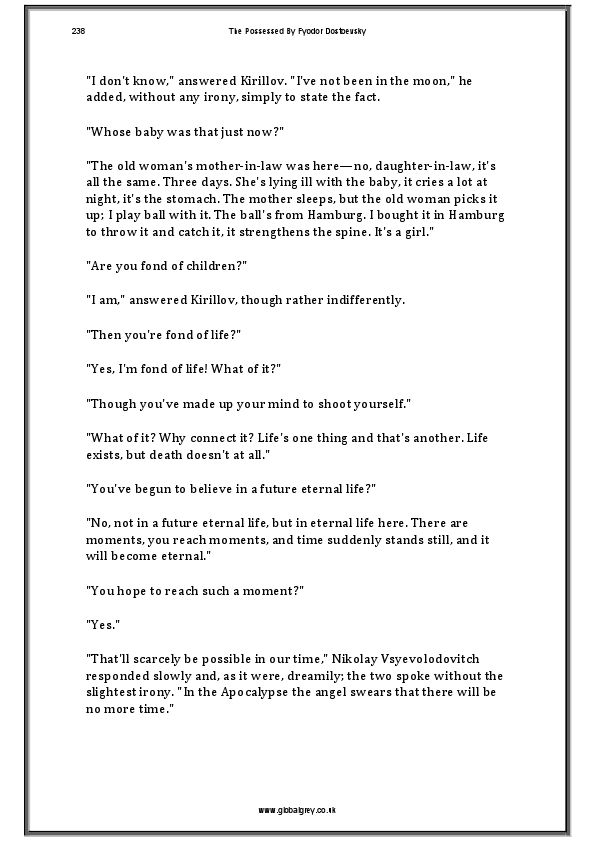 238
The Possessed By Fyodor Dostoevsky
"I don't know," answered Kirillov. "I've not been in the moon," he
added, without any irony, simply to state the fact.
"Whose baby was that just now?"
"The old woman's mother-in-law was here—no, daughter-in-law, it's
all the same. Three days. She's lying ill with the baby, it cries a lot at
night, it's the stomach. The mother sleeps, but the old woman picks it
up; I play ball with it. The ball's from Hamburg. I bought it in Hamburg
to throw it and catch it, it strengthens the spine. It's a girl."
"Are you fond of children?"
"I am," answered Kirillov, though rather indifferently.
"Then you're fond of life?"
"Yes, I'm fond of life! What of it?"
"Though you've made up your mind to shoot yourself."
"What of it? Why connect it? Life's one thing and that's another. Life
exists, but death doesn't at all."
"You've begun to believe in a future eternal life?"
"No, not in a future eternal life, but in eternal life here. There are
moments, you reach moments, and time suddenly stands still, and it
will become eternal."
"You hope to reach such a moment?"
"Yes."
"That'll scarcely be possible in our time," Nikolay Vsyevolodovitch
responded slowly and, as it were, dreamily; the two spoke without the
slightest irony. "In the Apocalypse the angel swears that there will be
no more time."
www.globalgrey.co.uk